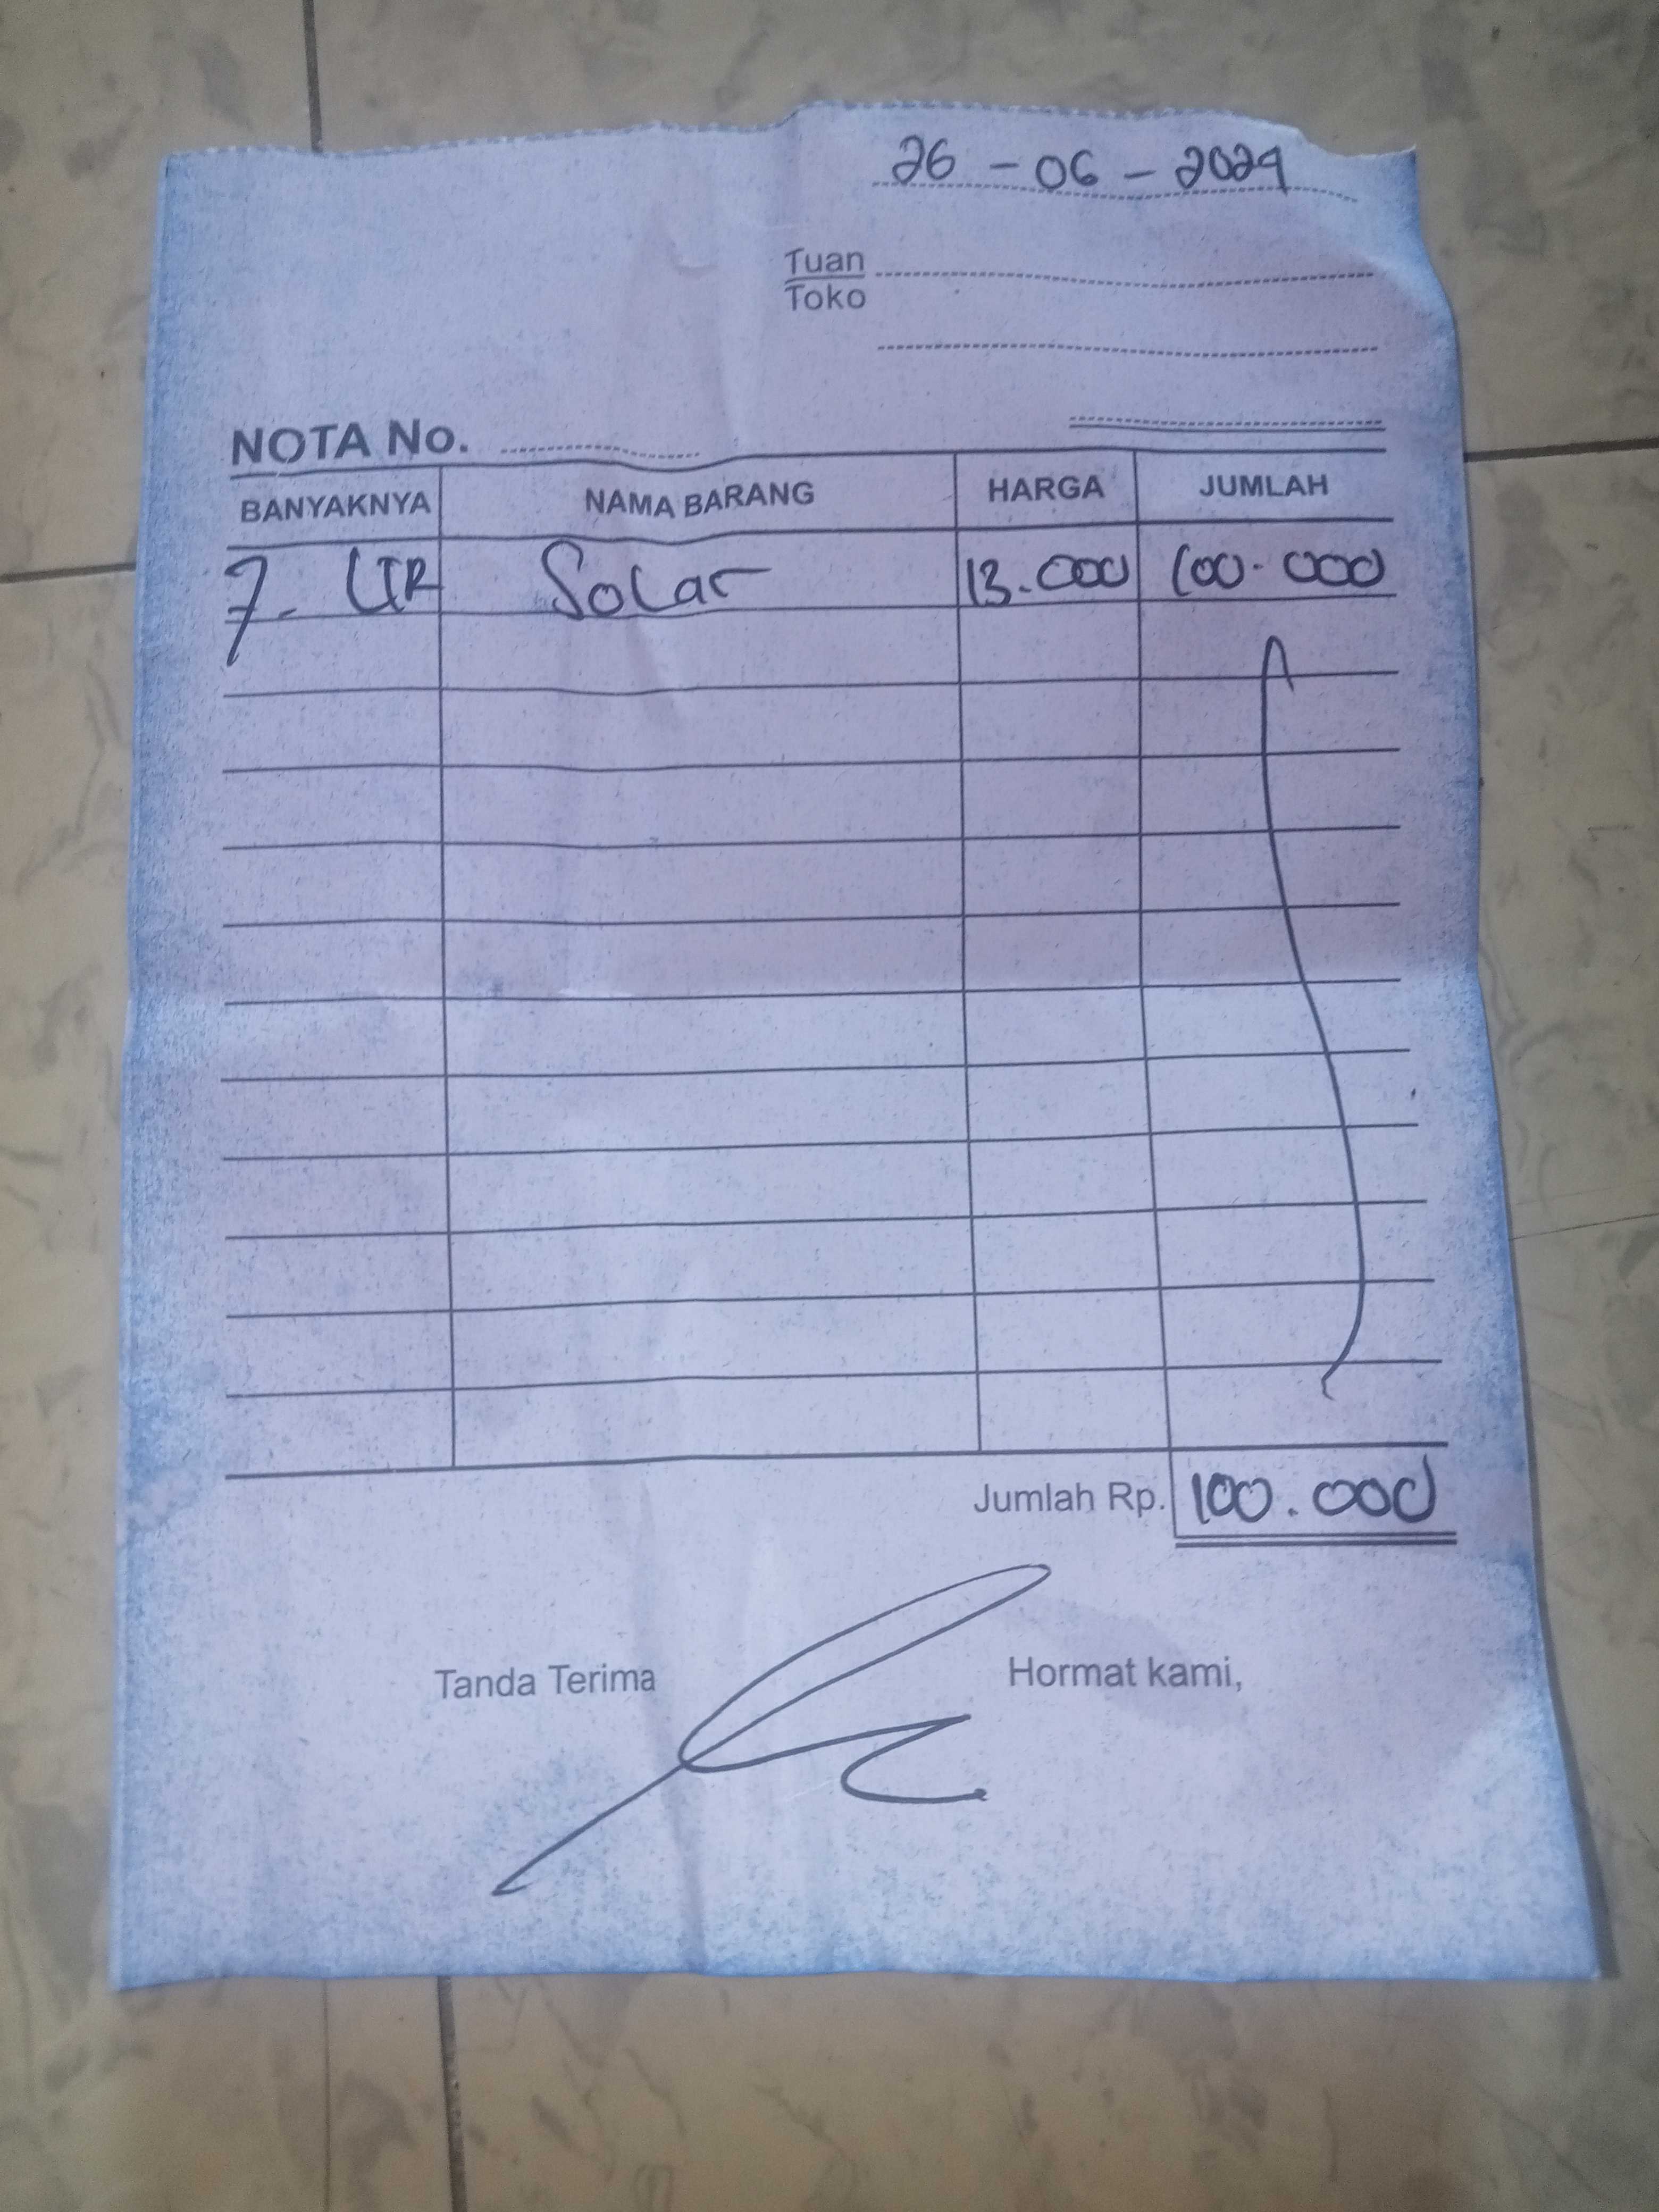 26 - 06 - 2024
Tuan
Toko
NOTA No.
BANYAKNYA NAMA BARANG HARGA JUMLAH
7. LTR Solar 13.000 100.000
Jumlah Rp. 100.000
Tanda Terima Hormat kami,